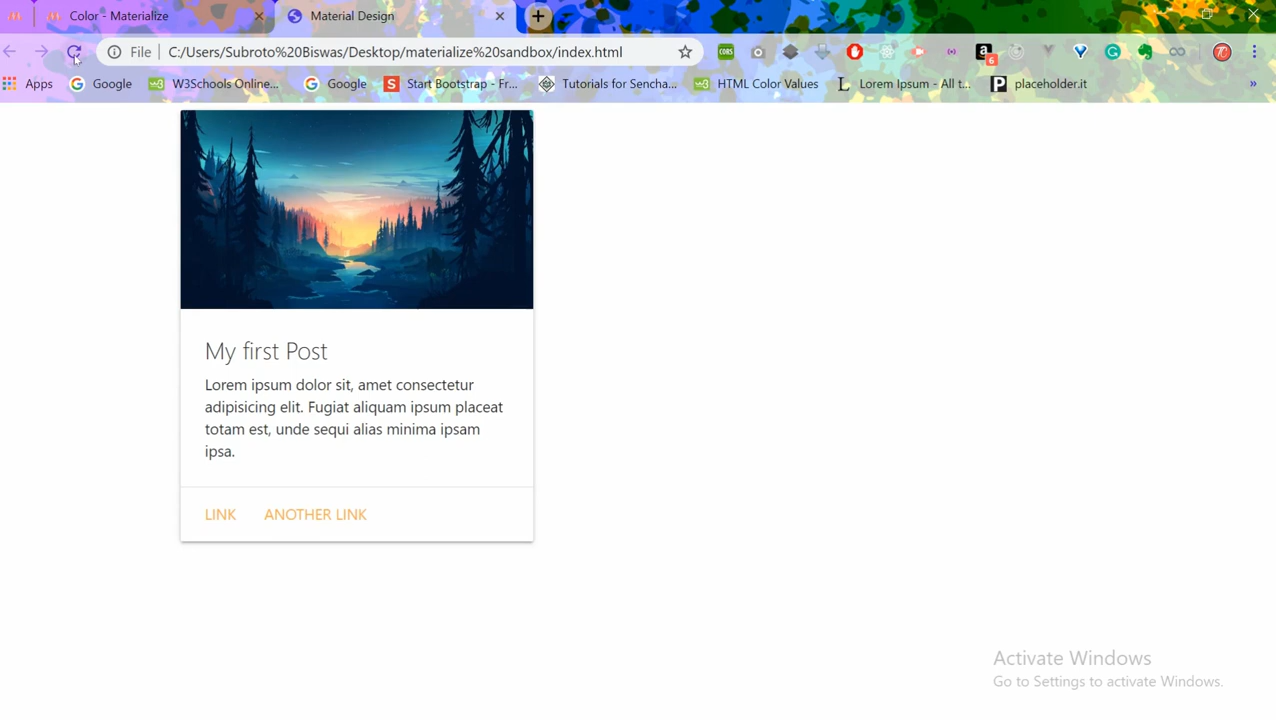 Color - Materialize
Material Design
File
C:/Users/Subroto%20Biswas/Desktop/materialize%20sandbox/index.html
CORS
a
6
G
TC
Apps
Google
W3Schools Online...
Google
Start Bootstrap - Fr...
Tutorials for Sencha...
HTML Color Values
Lorem Ipsum - All t...
placeholder.it
My first Post
Lorem ipsum dolor sit, amet consectetur
adipisicing elit. Fugiat aliquam ipsum placeat
totam est, unde sequi alias minima ipsam
ipsa.
LINK
ANOTHER LINK
Activate Windows
Go to Settings to activate Windows.